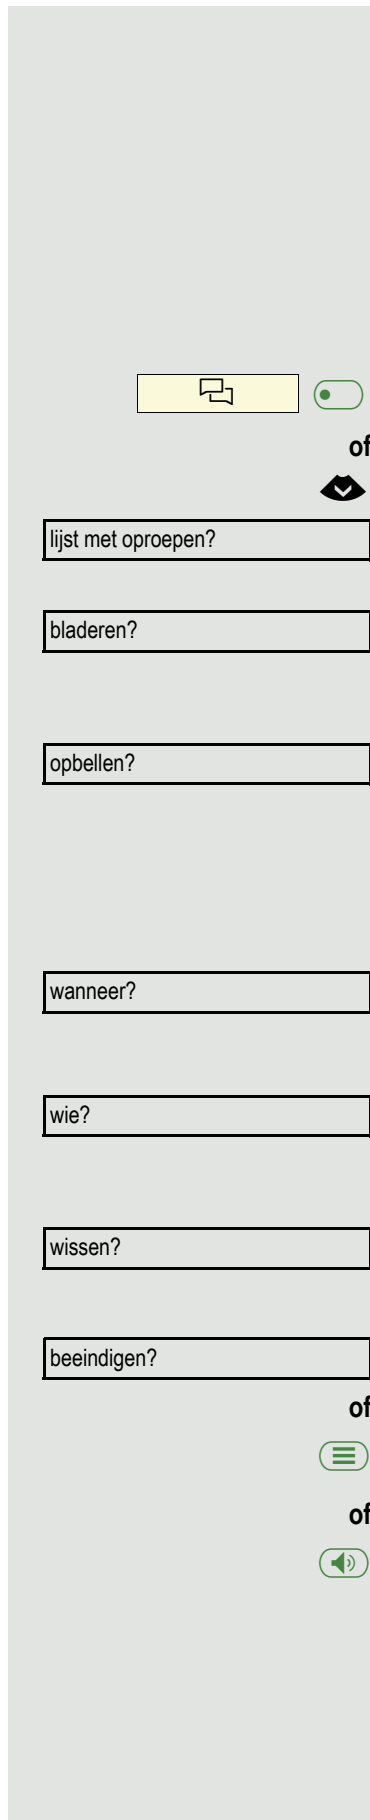 of
lijst met oproepen?
bladeren?
opbellen?
wanneer?
wie?
wissen?
beeindigen?
of
of